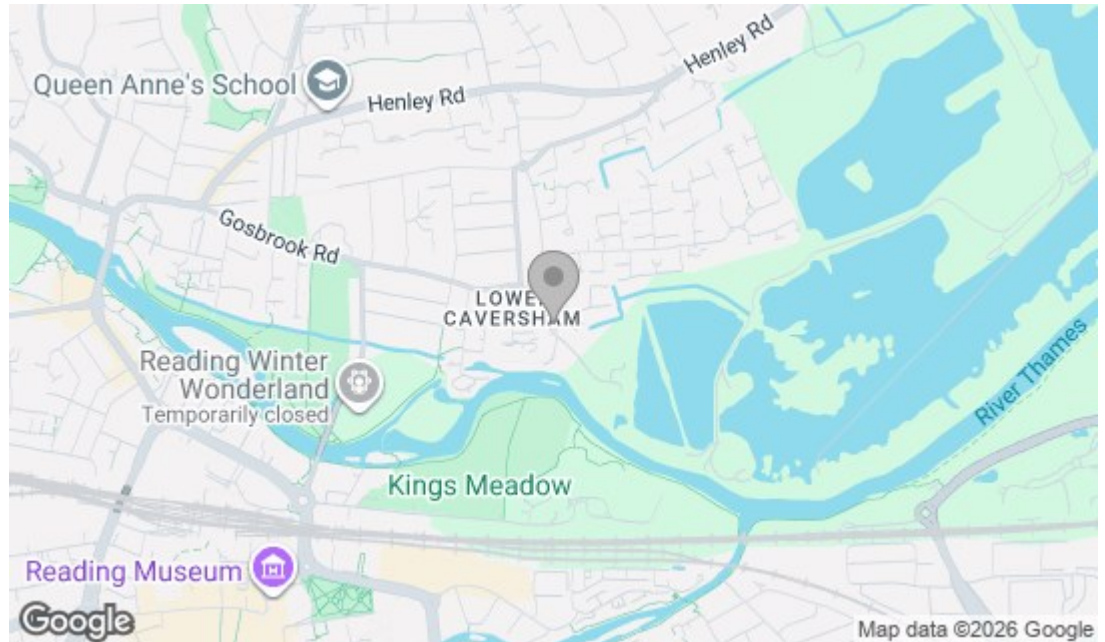 Henley Rd
Queen Anne's School
Henley Rd
Gosbrook Rd
LOWER
CAVERSHAM
Reading Winter
Wonderland
Temporarily closed
River Thames
Kings Meadow
Reading Museum
Google
Map data ©2026 Google